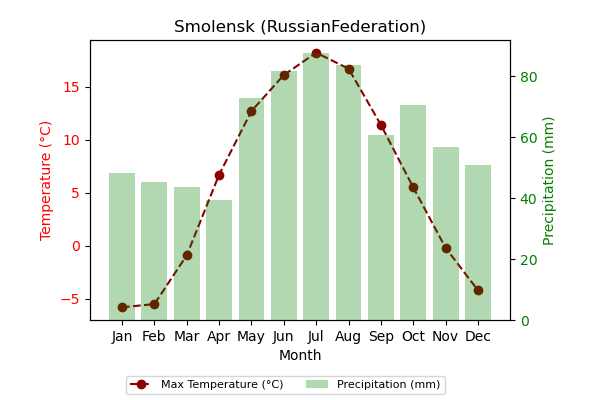 Smolensk (RussianFederation)
Temperature (°C)
15
10
5
0
−5
80
60
40
20
0
Precipitation (mm)
Jan Feb Mar Apr May Jun Jul Aug Sep Oct Nov Dec
Month
Max Temperature (°C) Precipitation (mm)